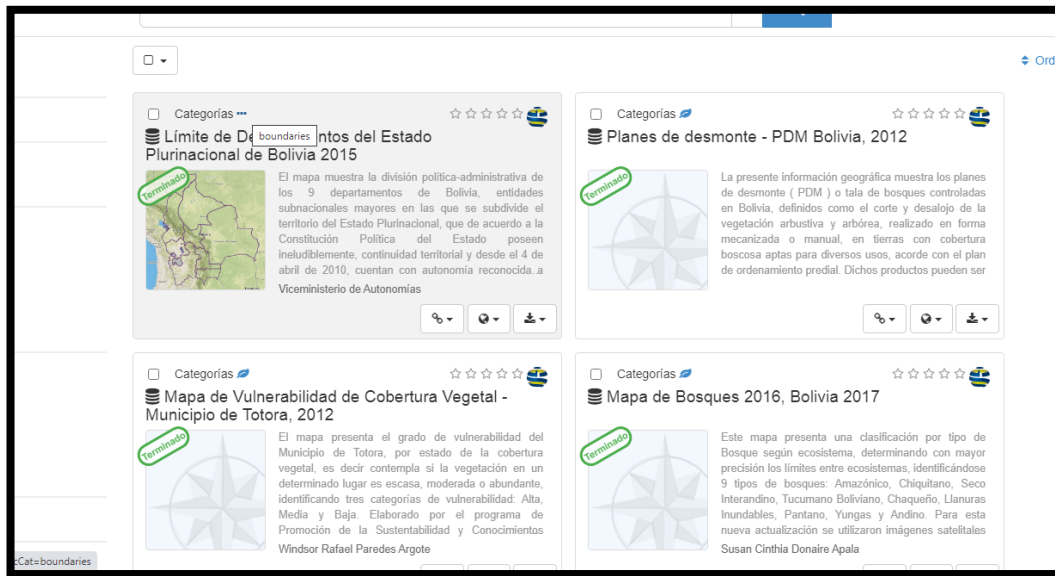 Ord
Categorías
Límite de De
boundaries
ntos del Estado
Plurinacional de Bolivia 2015
Terminado
El mapa muestra la división política-administrativa de
los 9 departamentos de Bolivia, entidades
subnacionales mayores en las que se subdivide el
territorio del Estado Plurinacional, que de acuerdo a la
Constitución Política del Estado poseen
ineludiblemente, continuidad territorial y desde el 4 de
abril de 2010, cuentan con autonomía reconocida..a
Viceministerio de Autonomías
Categorías
Planes de desmonte - PDM Bolivia, 2012
Terminado
La presente información geográfica muestra los planes
de desmonte ( PDM ) o tala de bosques controladas
en Bolivia, definidos como el corte y desalojo de la
vegetación arbustiva y arbórea, realizado en forma
mecanizada o manual, en tierras con cobertura
boscosa aptas para diversos usos, acorde con el plan
de ordenamiento predial. Dichos productos pueden ser
Categorías
Mapa de Vulnerabilidad de Cobertura Vegetal -
Municipio de Totora, 2012
Terminado
El mapa presenta el grado de vulnerabilidad del
Municipio de Totora, por estado de la cobertura
vegetal, es decir contempla si la vegetación en un
determinado lugar es escasa, moderada o abundante,
identificando tres categorías de vulnerabilidad: Alta,
Media y Baja. Elaborado por el programa de
Promoción de la Sustentabilidad y Conocimientos
Windsor Rafael Paredes Argote
Categorías
Mapa de Bosques 2016, Bolivia 2017
Terminado
Este mapa presenta una clasificación por tipo de
Bosque según ecosistema, determinando con mayor
precisión los límites entre ecosistemas, identificándose
9 tipos de bosques: Amazónico, Chiquitano, Seco
Interandino, Tucumano Boliviano, Chaqueño, Llanuras
Inundables, Pantano, Yungas y Andino. Para esta
nueva actualización se utilizaron imágenes satelitales
Susan Cinthia Donaire Apala
:Cat=boundaries